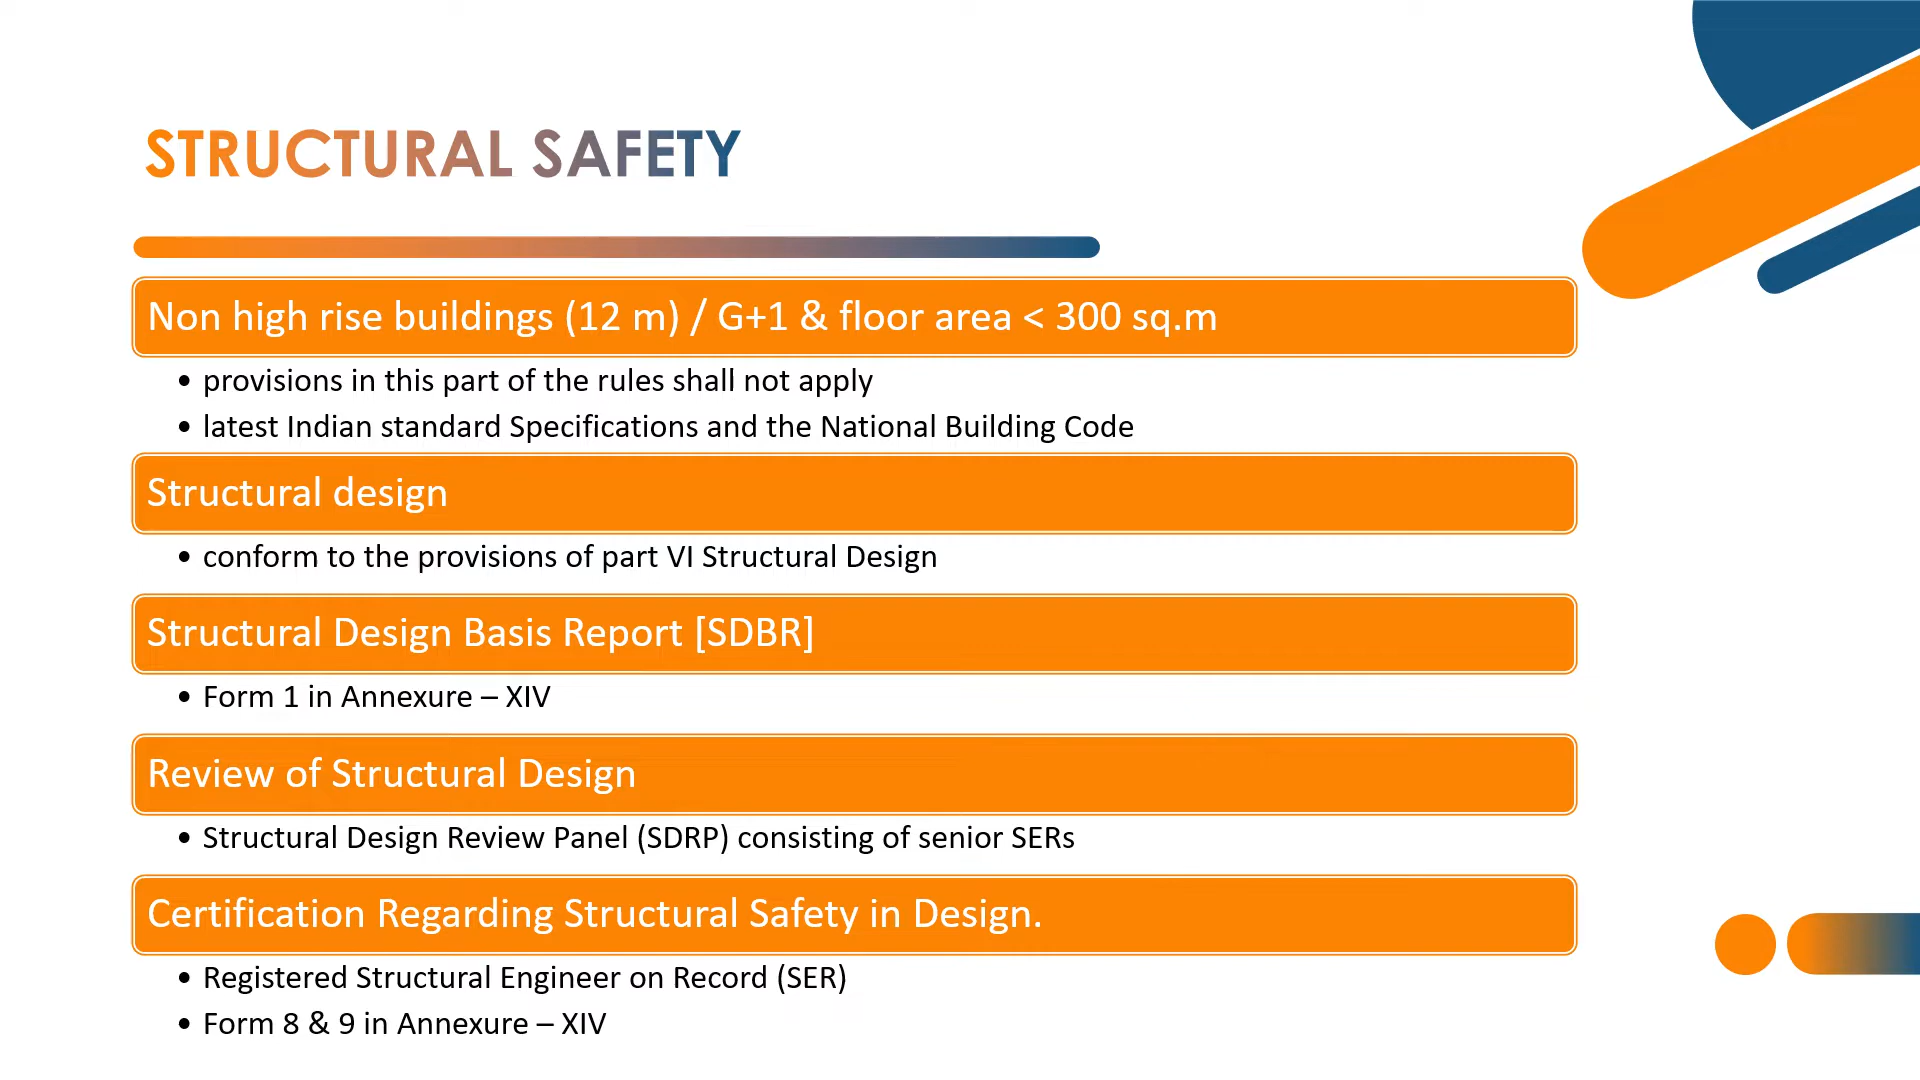 STRUCTURAL SAFETY
Non high rise buildings (12 m) / G+1 & floor area < 300 sq.m
• provisions in this part of the rules shall not apply
• latest Indian standard Specifications and the National Building Code
Structural design
• conform to the provisions of part VI Structural Design
Structural Design Basis Report [SDBR]
• Form 1 in Annexure – XIV
Review of Structural Design
• Structural Design Review Panel (SDRP) consisting of senior SERs
Certification Regarding Structural Safety in Design.
• Registered Structural Engineer on Record (SER)
• Form 8 & 9 in Annexure – XIV